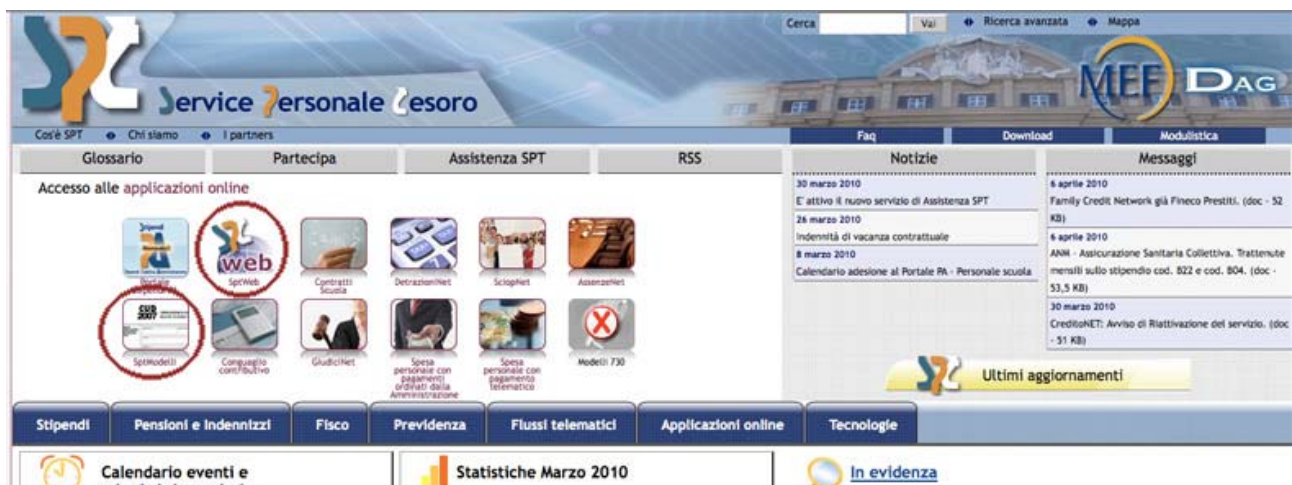 Cerca Vai Ricerca avanzata Mappa
Service Personale Tesoro
MEF DAG
Cos'è SPT Chi siamo I partners
Faq Download Modulistica
Glossario Partecipa Assistenza SPT RSS
Notizie Messaggi
Accesso alle applicazioni online
30 marzo 2010
E' attivo il nuovo servizio di Assistenza SPT
26 marzo 2010
Indennità di vacanza contrattuale
8 marzo 2010
Calendario adesione al Portale PA - Personale scuola
6 aprile 2010
Family Credit Network già Fineco Prestiti. (doc - 52
KB)
6 aprile 2010
ANM - Assicurazione Sanitaria Collettiva. Trattenute
mensili sullo stipendio cod. 822 e cod. 804. (doc -
53,5 KB)
30 marzo 2010
CreditoNET: Avviso di Riattivazione del servizio. (doc
- 51 KB)
Ultimi aggiornamenti
Stipendi
web
Portale
SptWeb
Contratti
Scuola
DetrazioniNet
SciopNet
AssenzeNet
CUD
2007
SptModelli
Conguaglio
contributivo
GiudiciNet
Spesa
personale con
pagamenti
ordinati dalla
Amministrazione
Spesa
personale con
pagamento
telematico
Modelli 730
Stipendi Pensioni e Indennizzi Fisco Previdenza Flussi telematici Applicazioni online Tecnologie
Calendario eventi e
Statistiche Marzo 2010
In evidenza